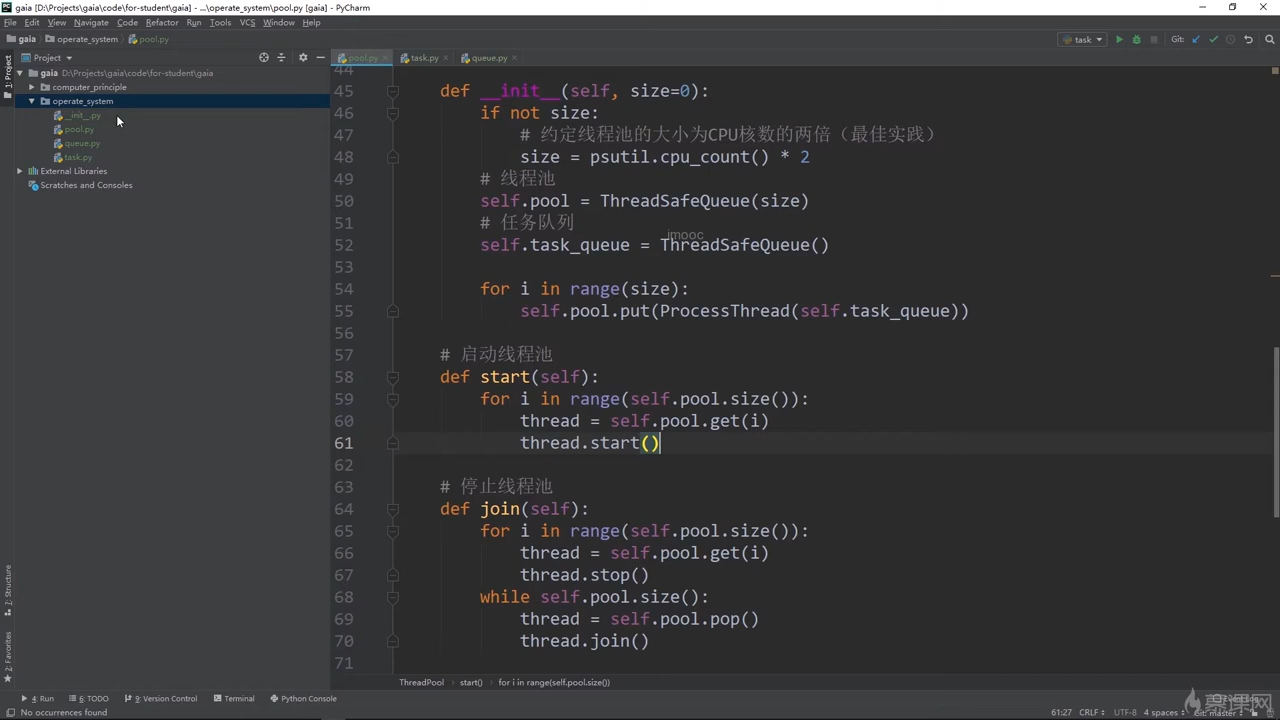 gaia [D:\Projects\gaia\code\for-student\gaia] - ...\operate_system\pool.py [gaia] - PyCharm
File Edit View Navigate Code Refactor Run Tools VCS Window Help
gaia operate_system pool.py
task Git:
Project
pool.py task.py queue.py
1: Project
gaia D:\Projects\gaia\code\for-student\gaia
computer_principle
operate_system
__init__.py
pool.py
queue.py
task.py
External Libraries
Scratches and Consoles
44
45 def __init__(self, size=0):
46 if not size:
47 # 约定线程池的大小为CPU核数的两倍（最佳实践）
48 size = psutil.cpu_count() * 2
49 # 线程池
50 self.pool = ThreadSafeQueue(size)
51 # 任务队列
imooc
52 self.task_queue = ThreadSafeQueue()
53
54 for i in range(size):
55 self.pool.put(ProcessThread(self.task_queue))
56
57 # 启动线程池
58 def start(self):
59 for i in range(self.pool.size()):
60 thread = self.pool.get(i)
61 thread.start()
62
63 # 停止线程池
64 def join(self):
65 for i in range(self.pool.size()):
66 thread = self.pool.get(i)
67 thread.stop()
68 while self.pool.size():
69 thread = self.pool.pop()
70 thread.join()
71
7: Structure
2: Favorites
ThreadPool start() for i in range(self.pool.size())
4: Run 6: TODO 9: Version Control Terminal Python Console
No occurrences found
61:27 CRLF UTF-8 4 spaces Git: master
慕课网